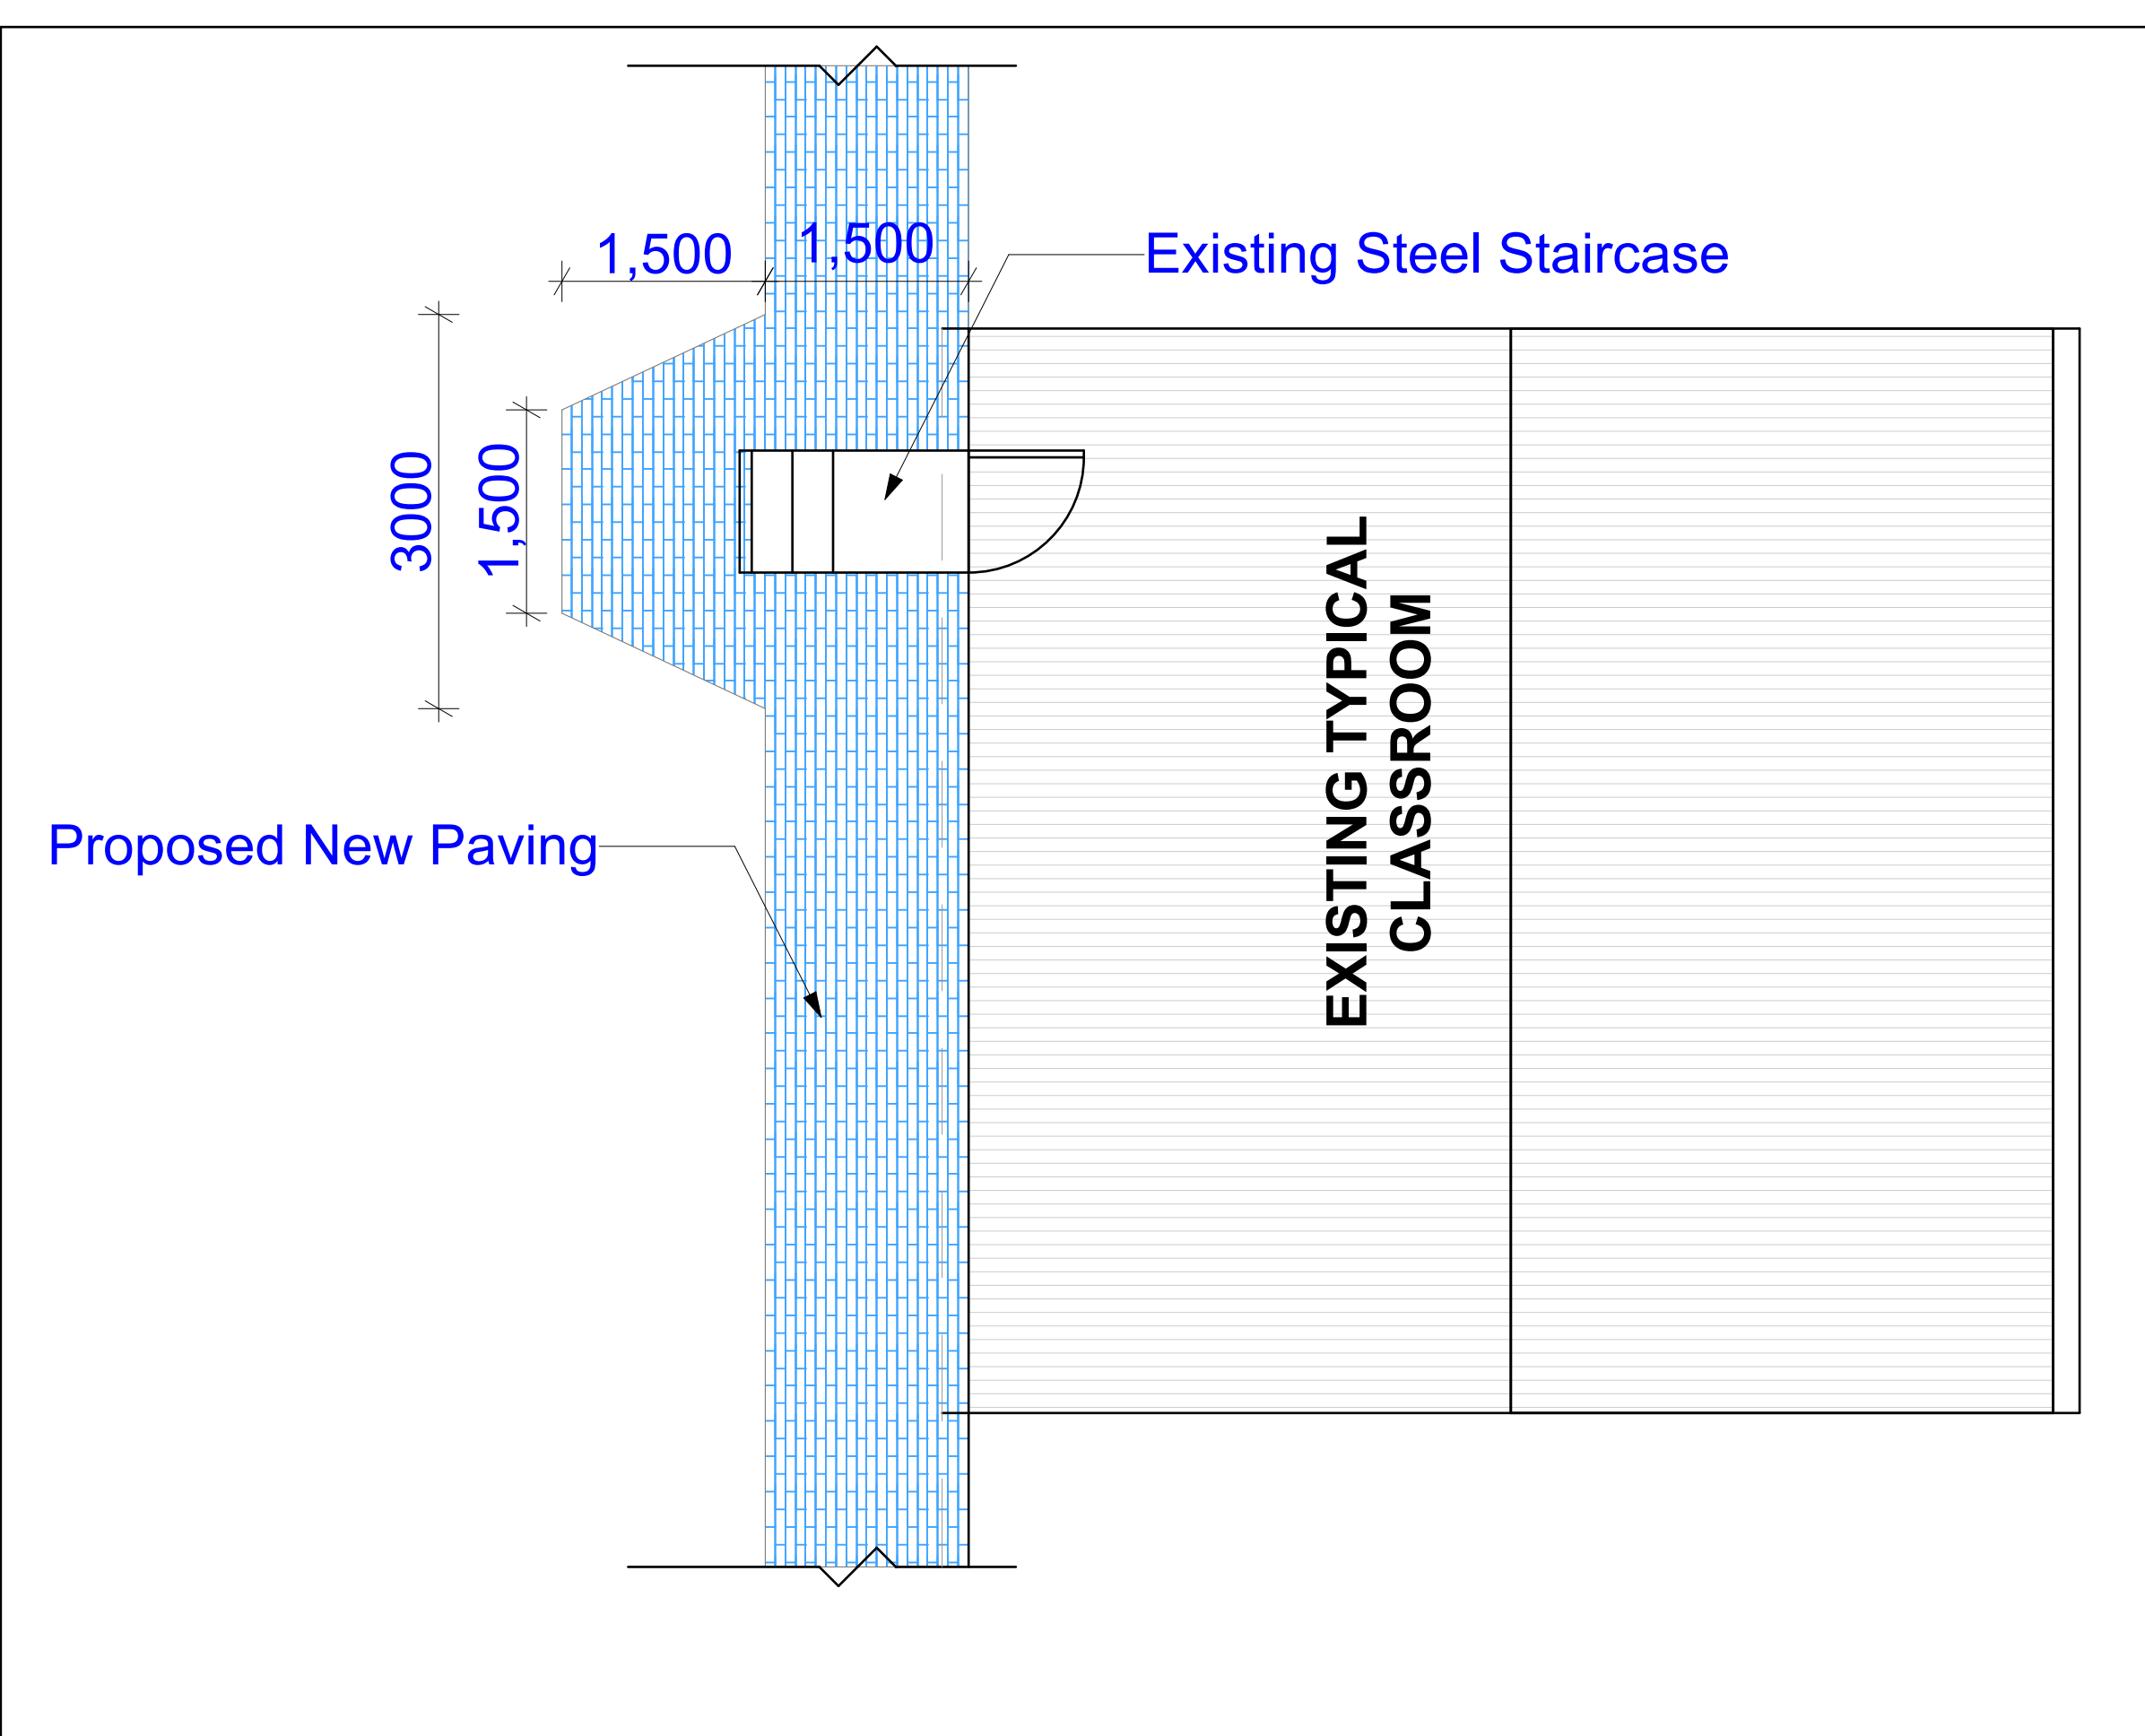 1,500
1,500
Existing Steel Staircase
3000
1,500
EXISTING TYPICAL
CLASSROOM
Proposed New Paving